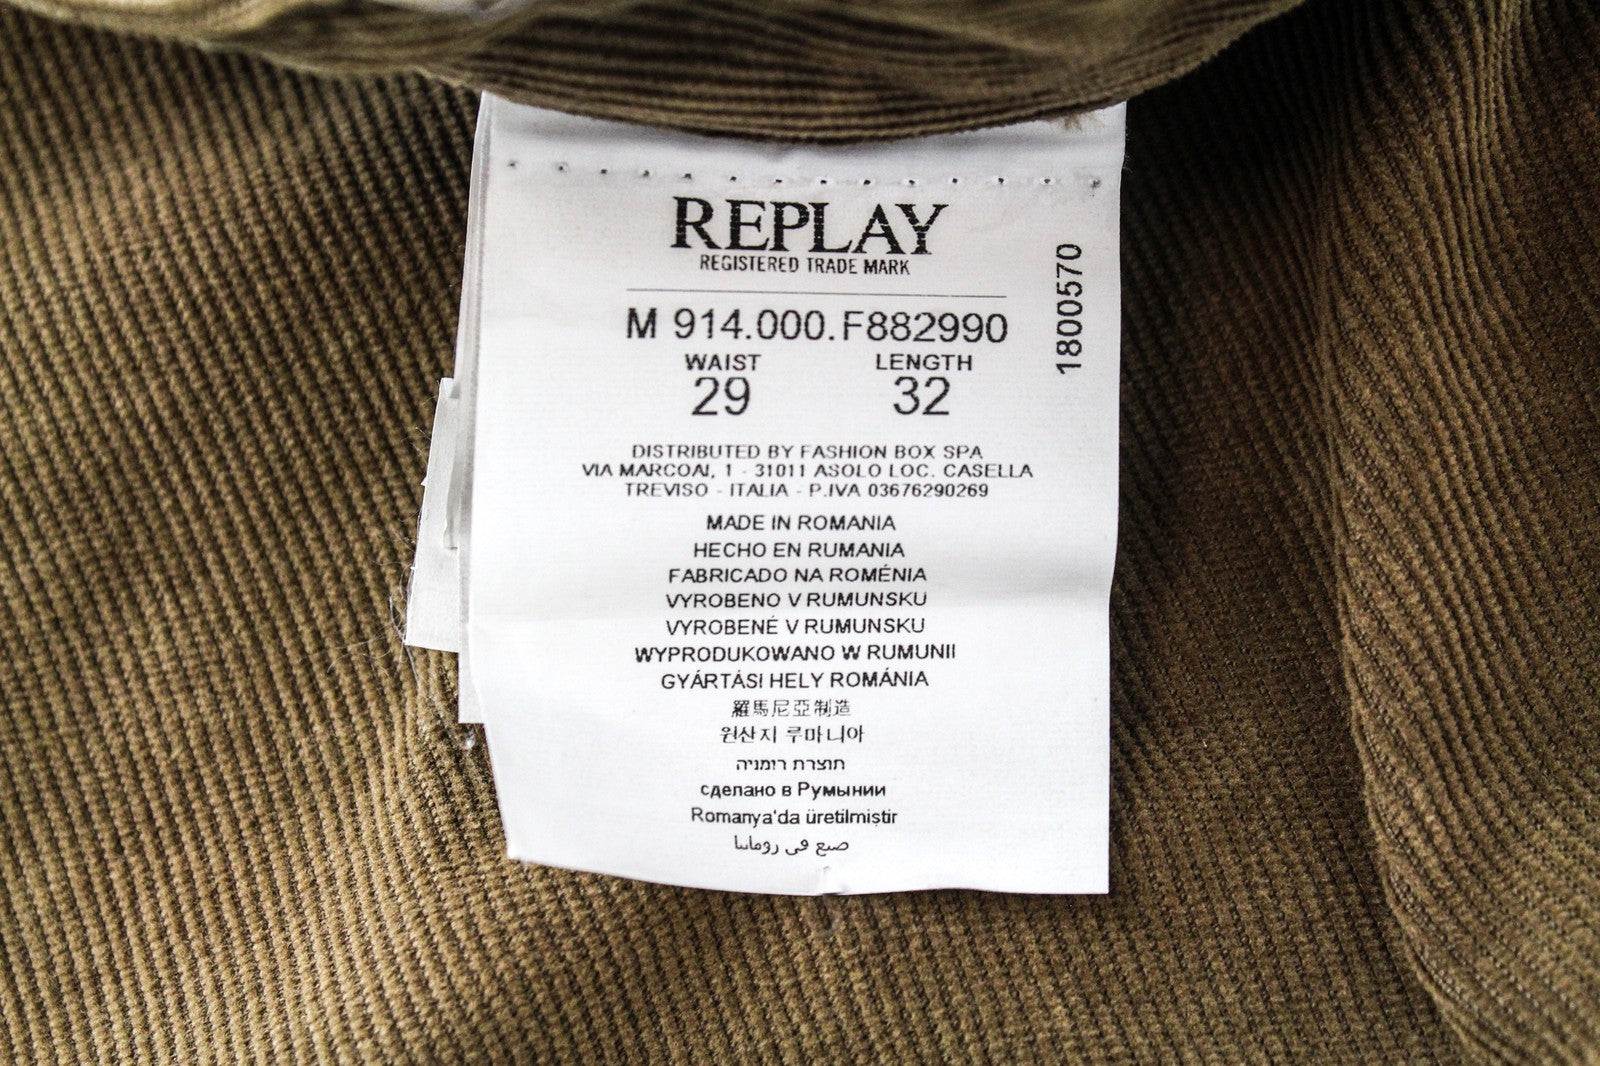 REPLAY
REGISTERED TRADE MARK
M 914.000.F882990
1800570
WAIST LENGTH
29 32
DISTRIBUTED BY FASHION BOX SPA
VIA MARCOAI, 1 - 31011 ASOLO LOC. CASELLA
TREVISO - ITALIA - P.IVA 03676290269
MADE IN ROMANIA
HECHO EN RUMANIA
FABRICADO NA ROMÉNIA
VYROBENO V RUMUNSKU
VYROBENÉ V RUMUNSKU
WYPRODUKOWANO W RUMUNII
GYÁRTÁSI HELY ROMÁNIA
羅馬尼亞制造
원산지 루마니아
תוצרת רומניה
сделано в Румынии
Romanya'da üretilmiştir
صنع في رومانيا